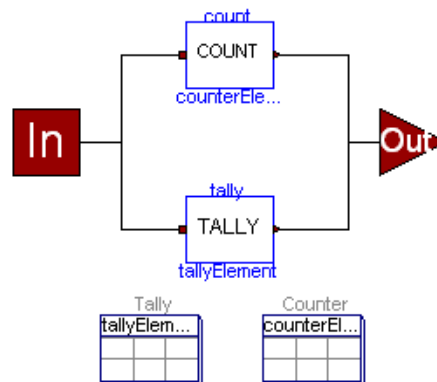 count
COUNT
counterEle...
In
Out
tally
TALLY
tallyElement
Tally
Counter
tallyElem...
counterEl...